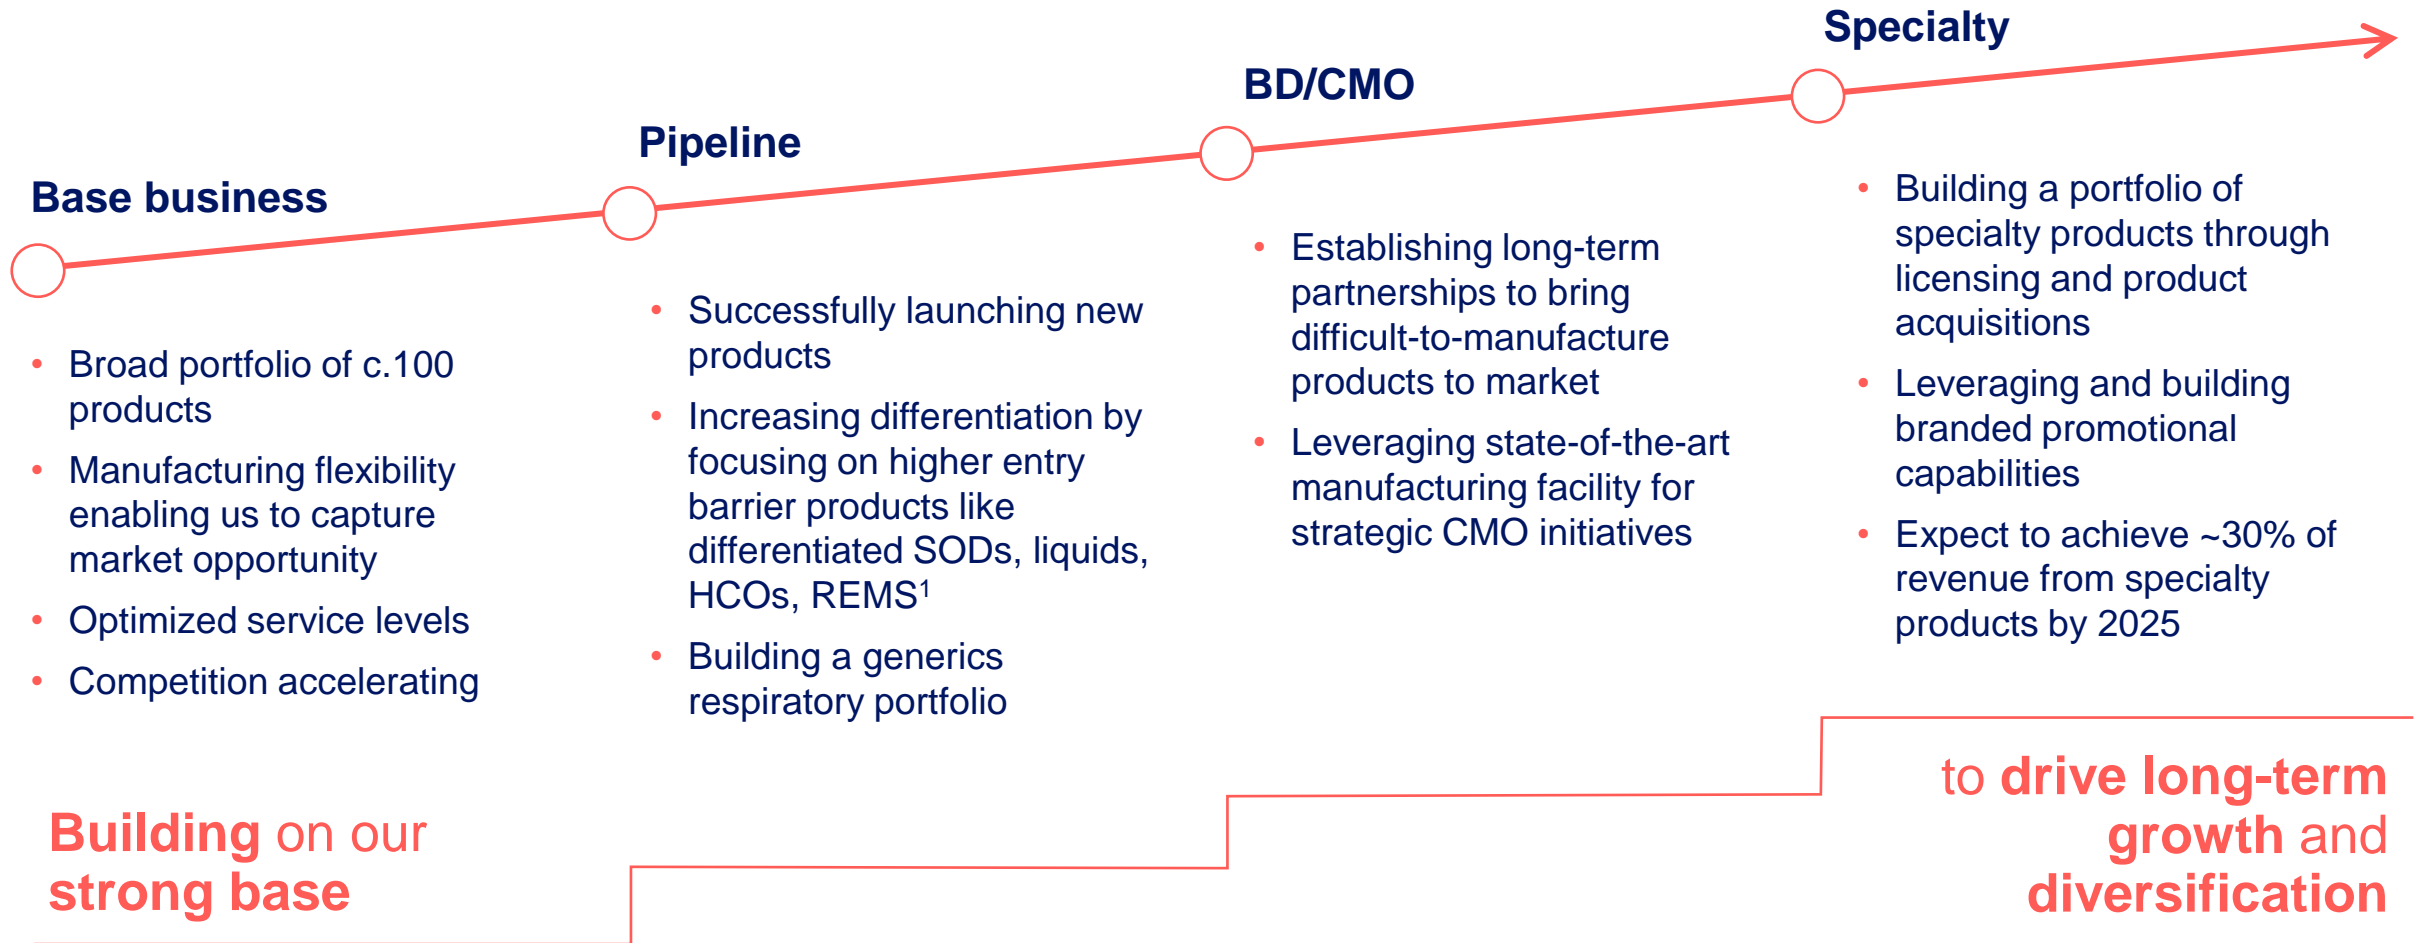 Base business
• Broad portfolio of c.100
products
• Manufacturing flexibility
enabling us to capture
market opportunity
• Optimized service levels
• Competition accelerating
Pipeline
• Successfully launching new
products
• Increasing differentiation by
focusing on higher entry
barrier products like
differentiated SODs, liquids,
HCOs, REMS¹
• Building a generics
respiratory portfolio
BD/CMO
• Establishing long-term
partnerships to bring
difficult-to-manufacture
products to market
• Leveraging state-of-the-art
manufacturing facility for
strategic CMO initiatives
Specialty
• Building a portfolio of
specialty products through
licensing and product
acquisitions
• Leveraging and building
branded promotional
capabilities
• Expect to achieve ~30% of
revenue from specialty
products by 2025
Building on our
strong base
to drive long-term
growth and
diversification